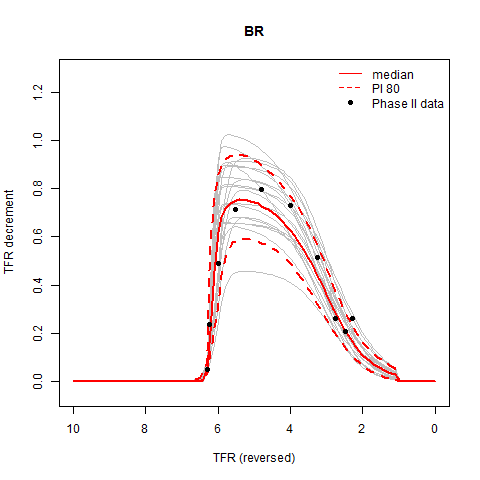 BR
median
PI 80
Phase II data
TFR decrement
0.0 0.2 0.4 0.6 0.8 1.0 1.2
10 8 6 4 2 0
TFR (reversed)